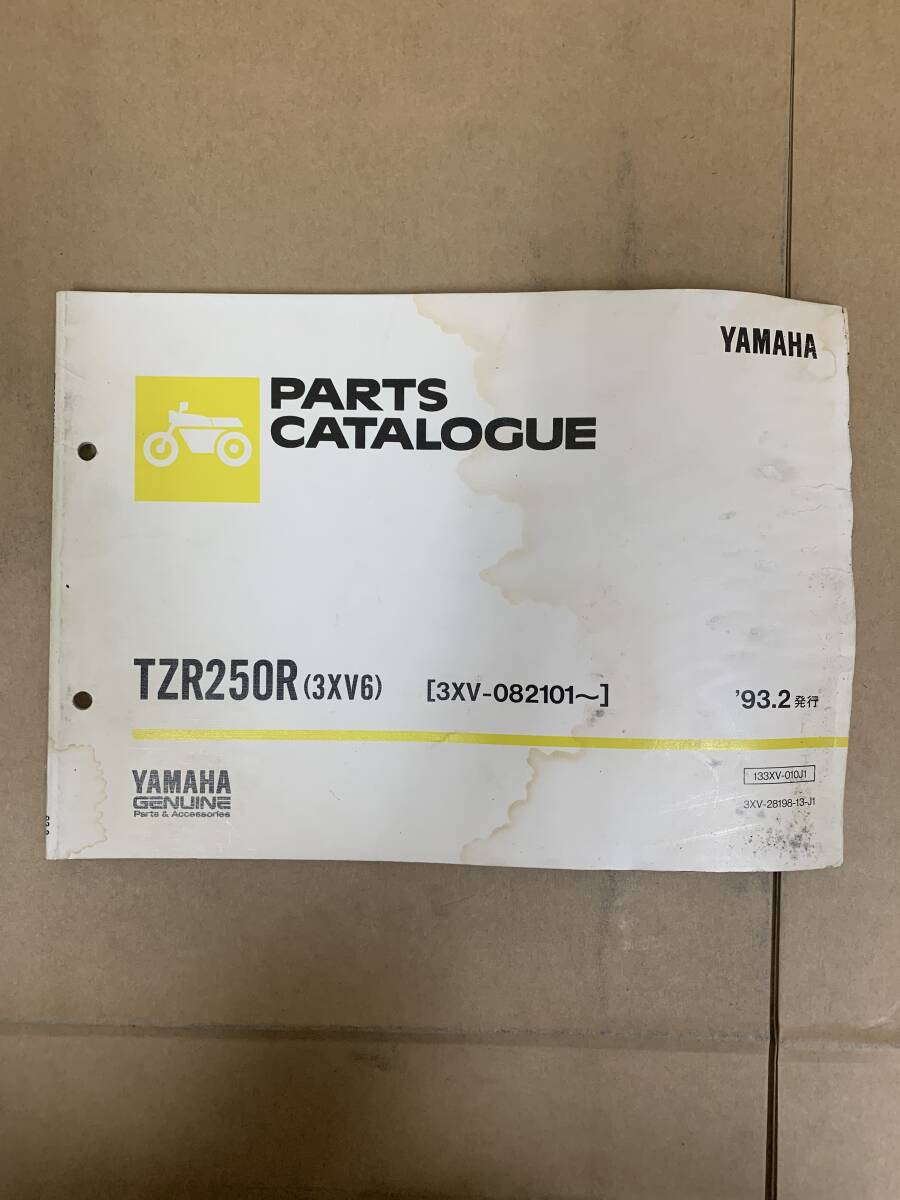 YAMAHA
PARTS
CATALOGUE
TZR250R (3XV6) [3XV-082101〜] '93.2 発行
YAMAHA
GENUINE
Parts & Accessories
133XV-010J1
3XV-28198-13-J1